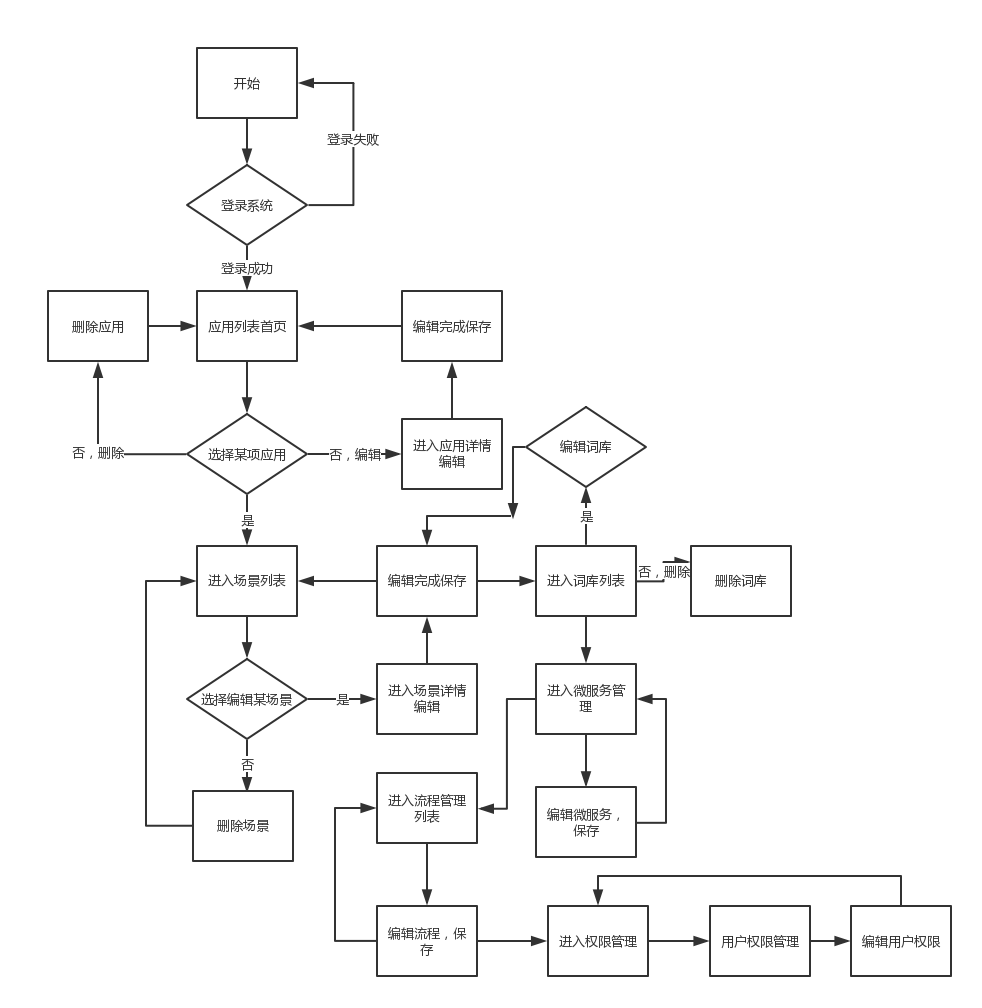 开始
登录失败
登录系统
登录成功
删除应用
应用列表首页
编辑完成保存
否，删除
选择某项应用
否，编辑
进入应用详情
编辑
编辑词库
是
是
进入场景列表
编辑完成保存
进入词库列表
否，删除
删除词库
选择编辑某场景
是
进入场景详情
编辑
进入微服务管
理
否
删除场景
进入流程管理
列表
编辑微服务，
保存
编辑流程，保
存
进入权限管理
用户权限管理
编辑用户权限